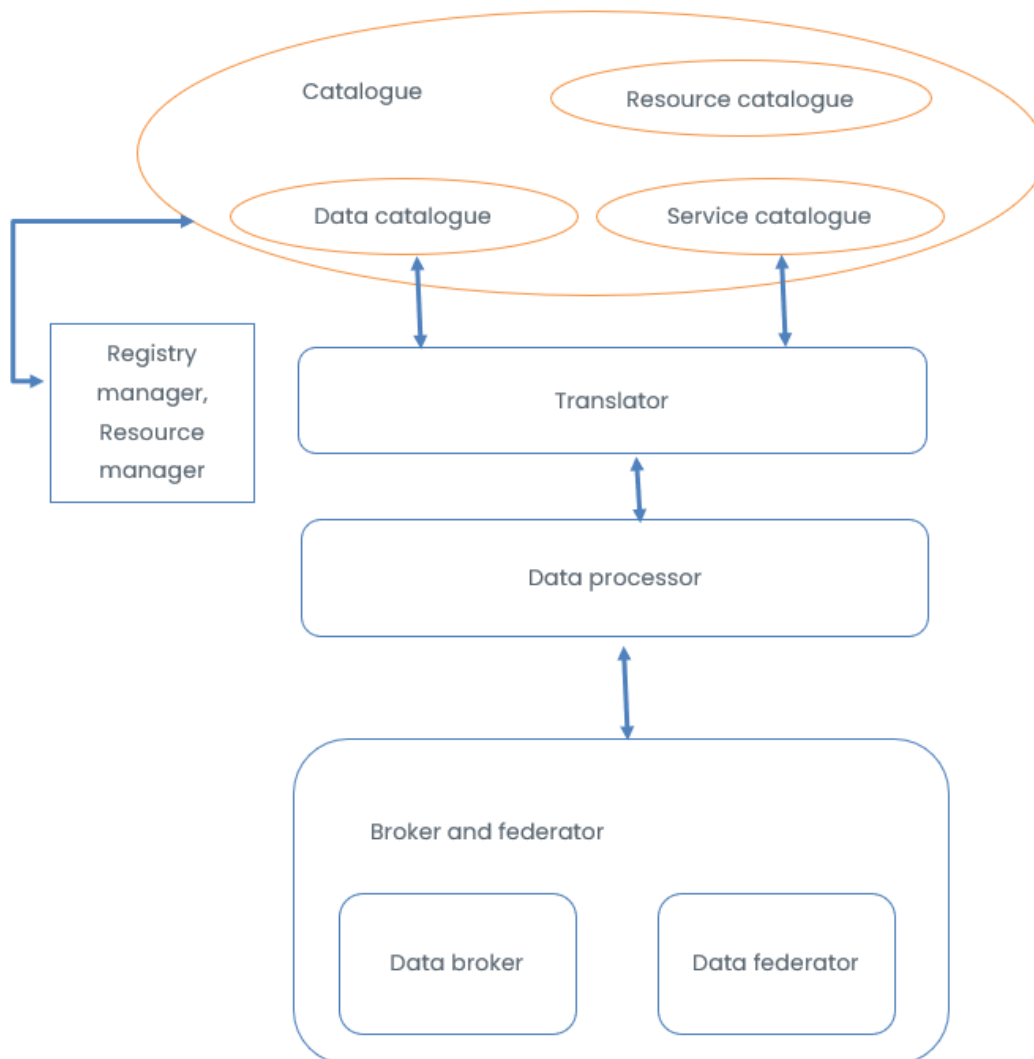 Catalogue
Resource catalogue
Data catalogue
Service catalogue
Registry
manager,
Resource
manager
Translator
Data processor
Broker and federator
Data broker
Data federator